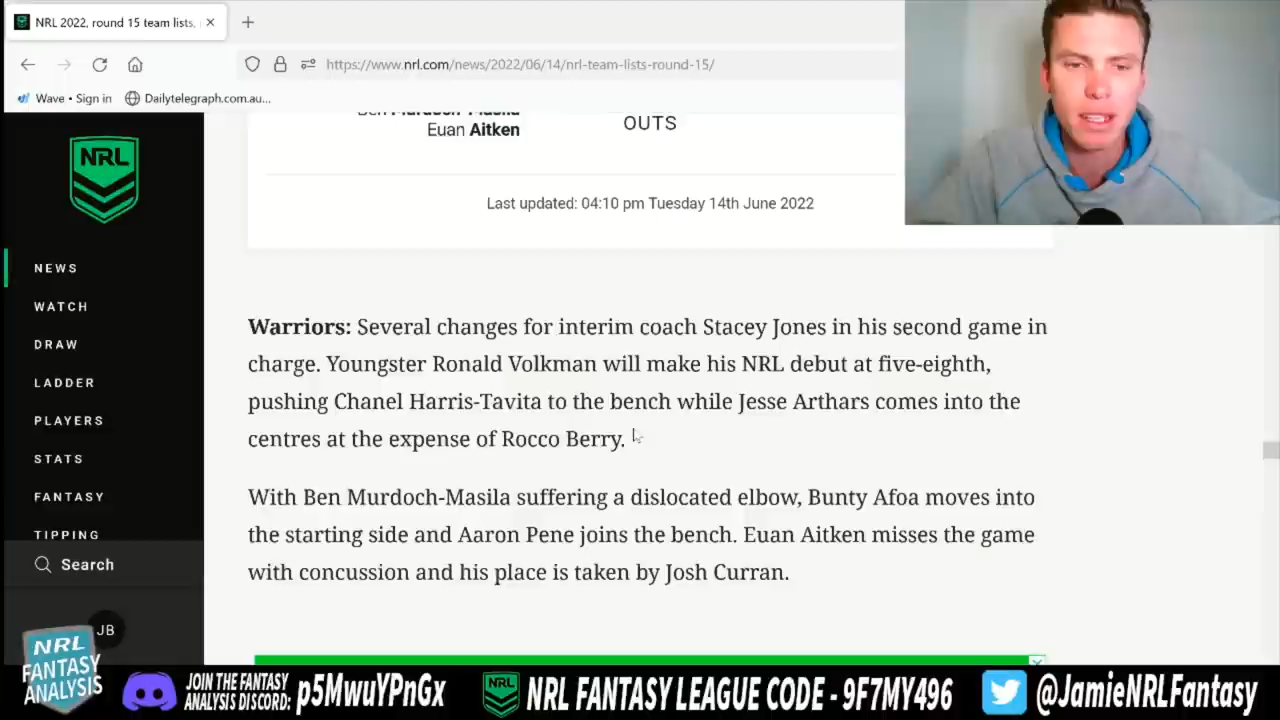 NRL 2022, round 15 team lists,
https://www.nrl.com/news/2022/06/14/nrl-team-lists-round-15/
Wave • Sign in
Dailytelegraph.com.au...
NRL
NEWS
WATCH
DRAW
LADDER
PLAYERS
STATS
FANTASY
TIPPING
Search
JB
Ben Murdoch-Masila
Euan Aitken
OUTS
Last updated: 04:10 pm Tuesday 14th June 2022
Warriors: Several changes for interim coach Stacey Jones in his second game in
charge. Youngster Ronald Volkman will make his NRL debut at five-eighth,
pushing Chanel Harris-Tavita to the bench while Jesse Arthars comes into the
centres at the expense of Rocco Berry.
With Ben Murdoch-Masila suffering a dislocated elbow, Bunty Afoa moves into
the starting side and Aaron Pene joins the bench. Euan Aitken misses the game
with concussion and his place is taken by Josh Curran.
NRL
FANTASY
ANALYSIS
JOIN THE FANTASY
ANALYSIS DISCORD:
p5MwuYPnGx
NRL
NRL FANTASY LEAGUE CODE - 9F7MY496
@JamieNRLFantasy